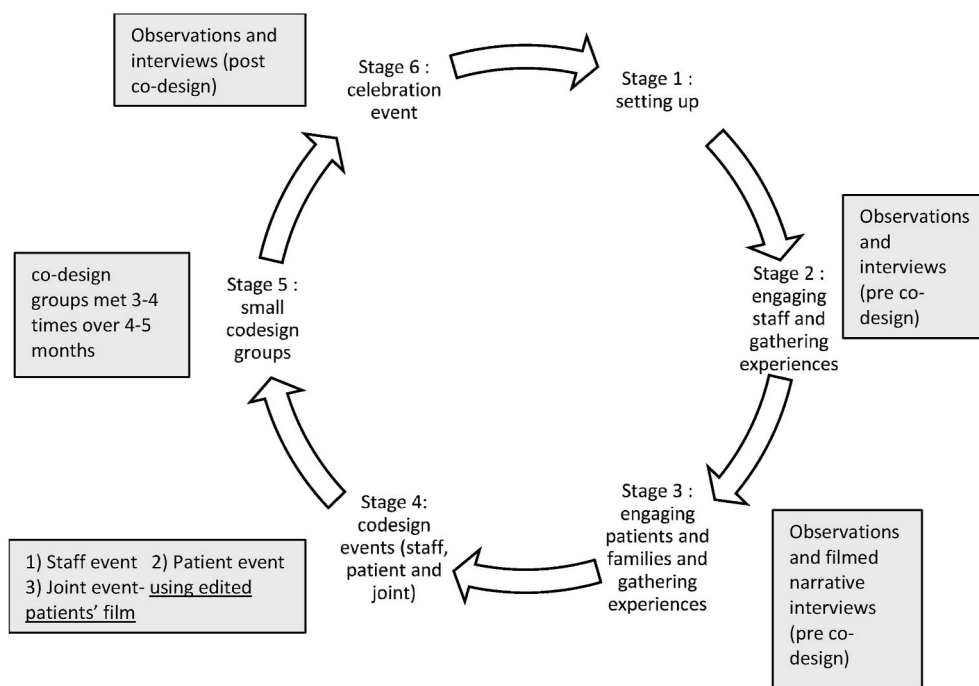 Observations and
interviews (post
co-design)
Stage 6 :
celebration
event
Stage 1 :
setting up
Observations
and
interviews
(pre co-
design)
Stage 2 :
engaging
staff and
gathering
experiences
Stage 3 :
engaging
patients and
families and
gathering
experiences
Observations
and filmed
narrative
interviews
(pre co-
design)
Stage 4:
codesign
events (staff,
patient and
joint)
1) Staff event 2) Patient event
3) Joint event- using edited
patients’ film
Stage 5 :
small
codesign
groups
co-design
groups met 3-4
times over 4-5
months